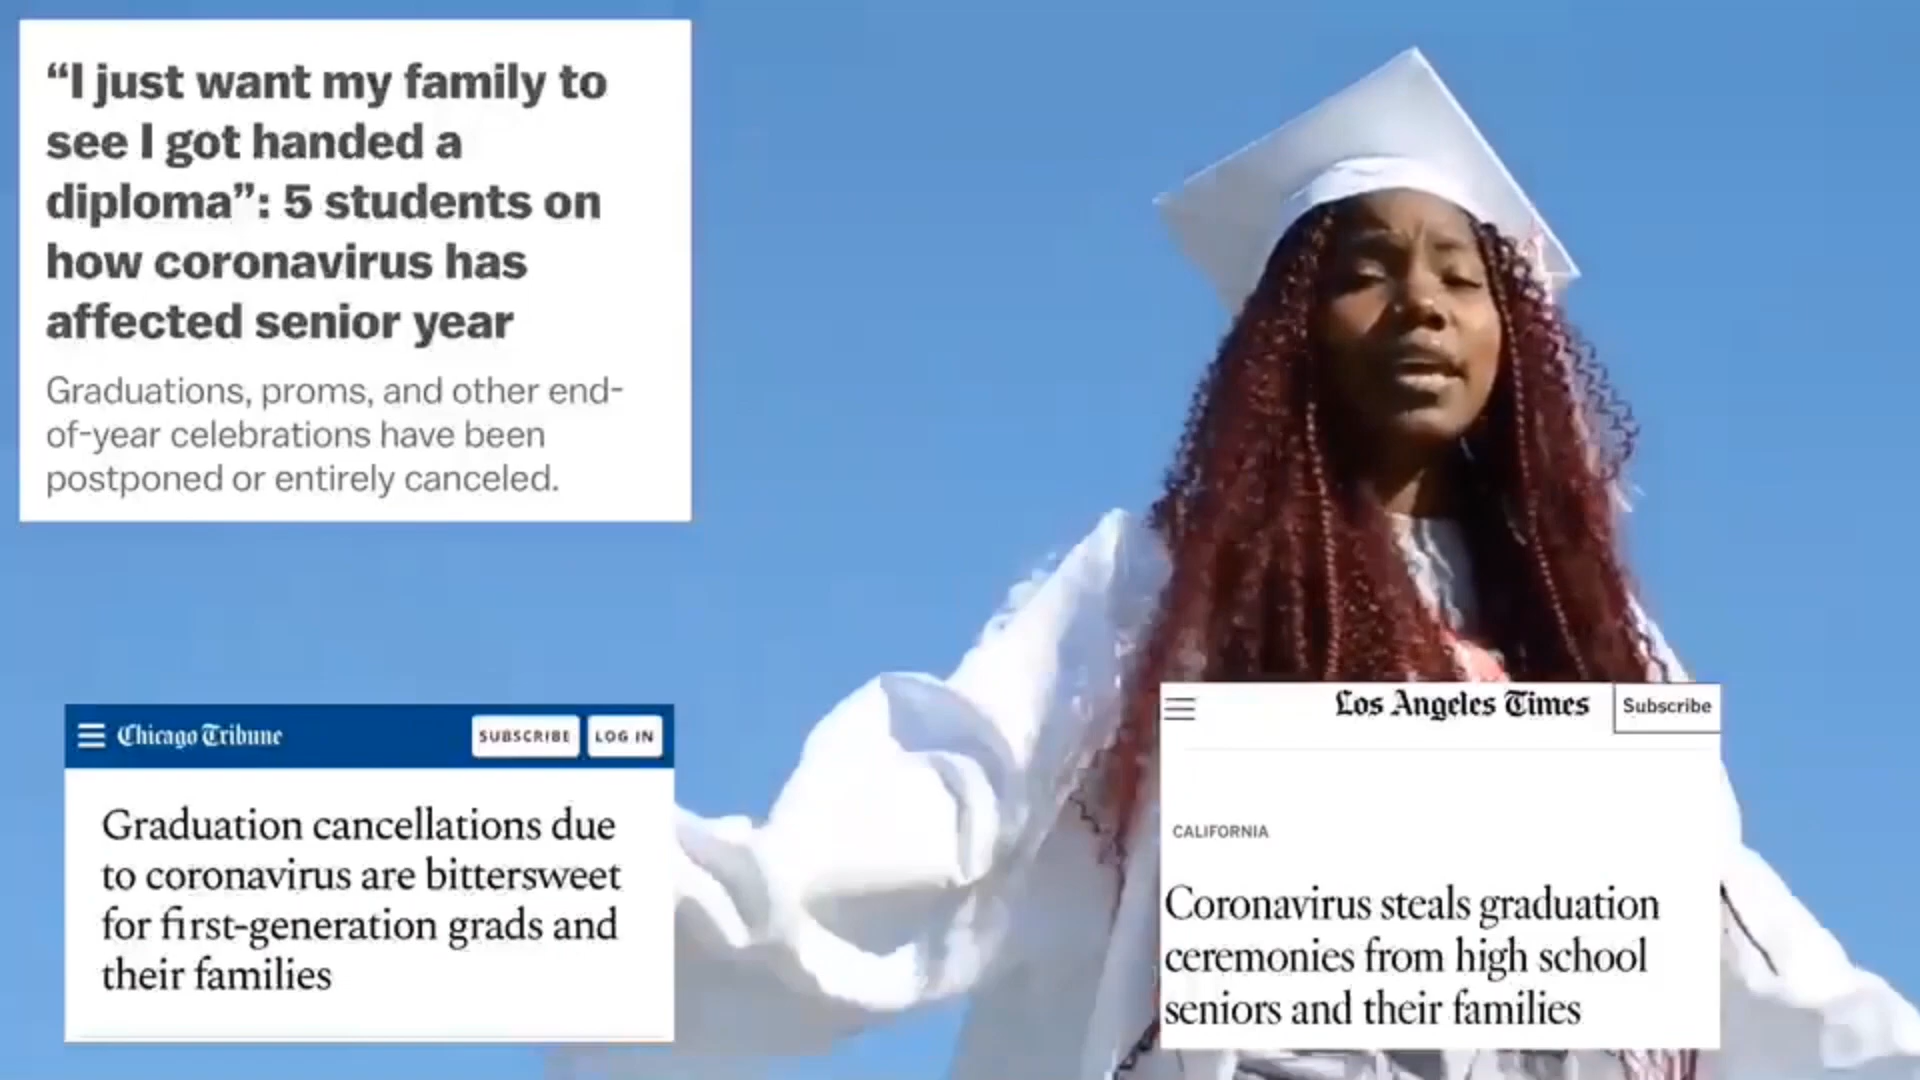 “I just want my family to
see I got handed a
diploma”: 5 students on
how coronavirus has
affected senior year
Graduations, proms, and other end-
of-year celebrations have been
postponed or entirely canceled.
Chicago Tribune
SUBSCRIBE
LOG IN
Graduation cancellations due
to coronavirus are bittersweet
for first-generation grads and
their families
Los Angeles Times
Subscribe
CALIFORNIA
Coronavirus steals graduation
ceremonies from high school
seniors and their families